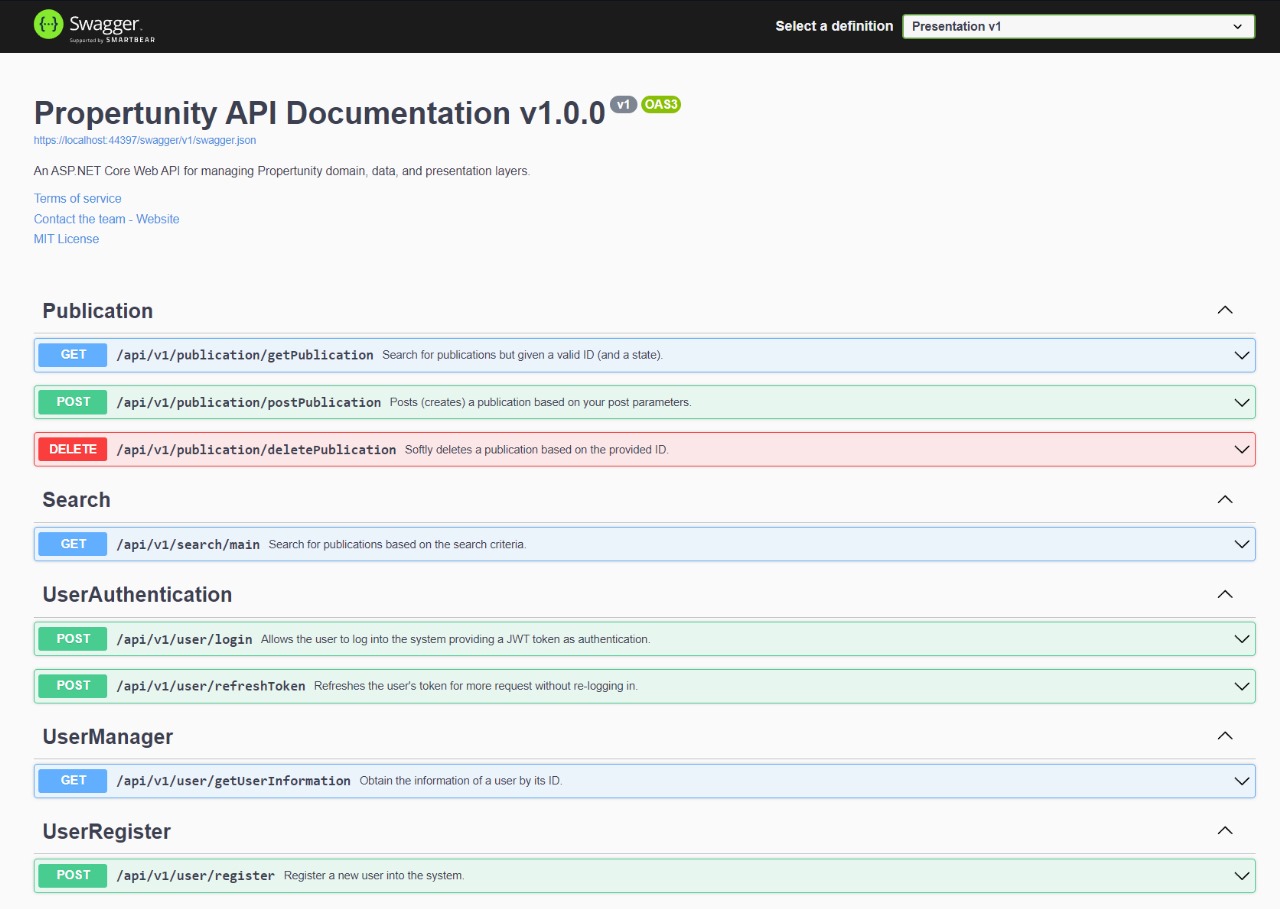 Swagger.
Supported by SMARTBEAR
Select a definition
Presentation v1
Propertunity API Documentation v1.0.0 v1 OAS3
https://localhost:44397/swagger/v1/swagger.json
An ASP.NET Core Web API for managing Propertunity domain, data, and presentation layers.
Terms of service
Contact the team - Website
MIT License
Publication
GET /api/v1/publication/getPublication Search for publications but given a valid ID (and a state).
POST /api/v1/publication/postPublication Posts (creates) a publication based on your post parameters.
DELETE /api/v1/publication/deletePublication Softly deletes a publication based on the provided ID.
Search
GET /api/v1/search/main Search for publications based on the search criteria.
UserAuthentication
POST /api/v1/user/login Allows the user to log into the system providing a JWT token as authentication.
POST /api/v1/user/refreshToken Refreshes the user's token for more request without re-logging in.
UserManager
GET /api/v1/user/getUserInformation Obtain the information of a user by its ID.
UserRegister
POST /api/v1/user/register Register a new user into the system.